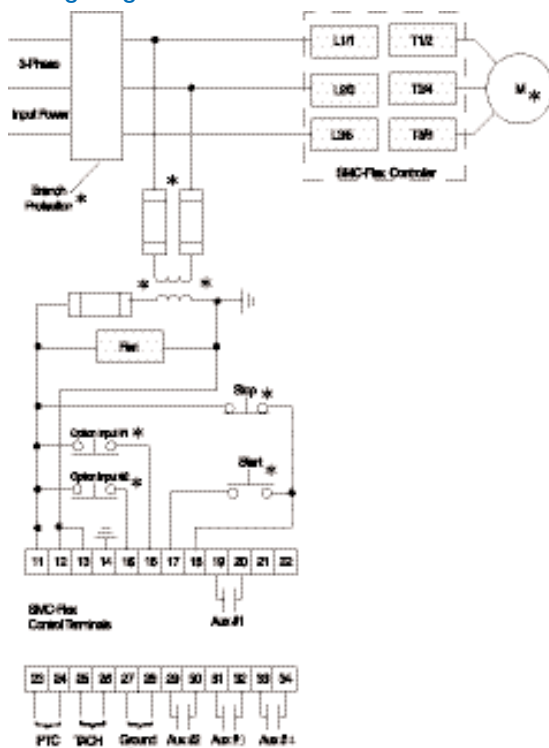 3-Phase
L1/1 T1/2
L2/3 T3/4 M *
Input Power
L3/5 T5/6
Branch
Protection *
SMC-Flex Controller
*
* *
Fan
Stop *
Option Input #1 *
Start *
Option Input #2 *
11 12 13 14 15 16 17 18 19 20 21 22
SMC-Flex
Control Terminals
Aux #1
23 24 25 26 27 28 29 30 31 32 33 34
PTC TACH Ground Aux #2 Aux #3 Aux #4